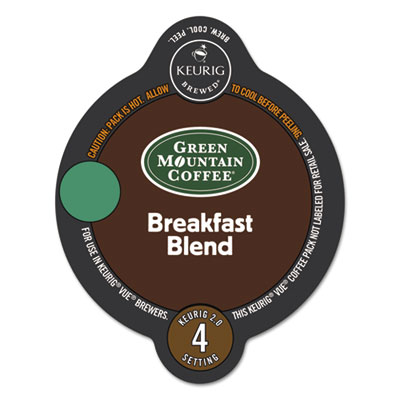 BREW. COOL. PEEL.
KEURIG
BREWED®
CAUTION: PACK IS HOT. ALLOW TO COOL BEFORE PEELING.
GREEN
MOUNTAIN
COFFEE®
Breakfast
Blend
FOR USE IN KEURIG® VUE® BREWERS.
THIS KEURIG® VUE® COFFEE PACK NOT LABELED FOR RETAIL SALE.
KEURIG 2.0
4
SETTING